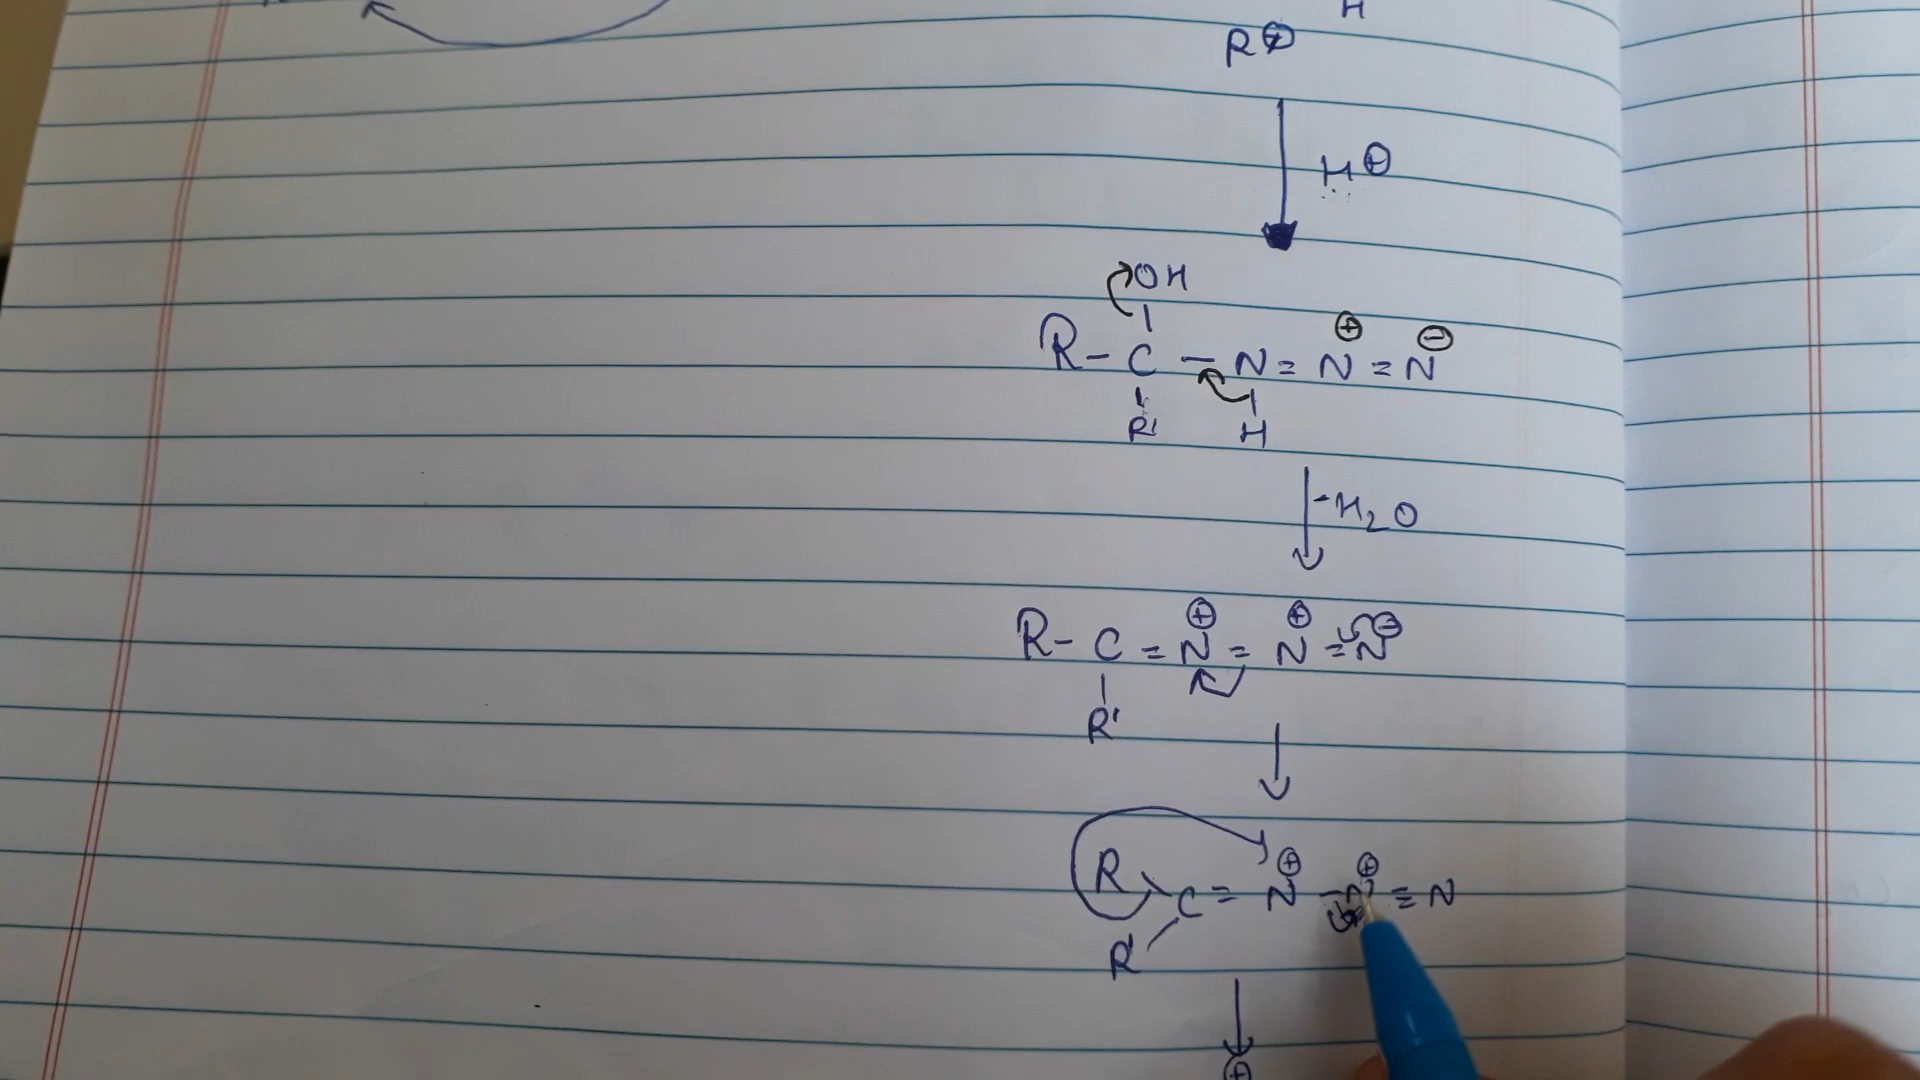 H
R⊕
H⊕
OH
R - C - N = N = N
⊕ ⊖
R' H
-H₂O
⊕ ⊕ ⊖
R - C = N = N = N
R'
⊕ ⊕
R C = N - N ≡ N
R'
⊕